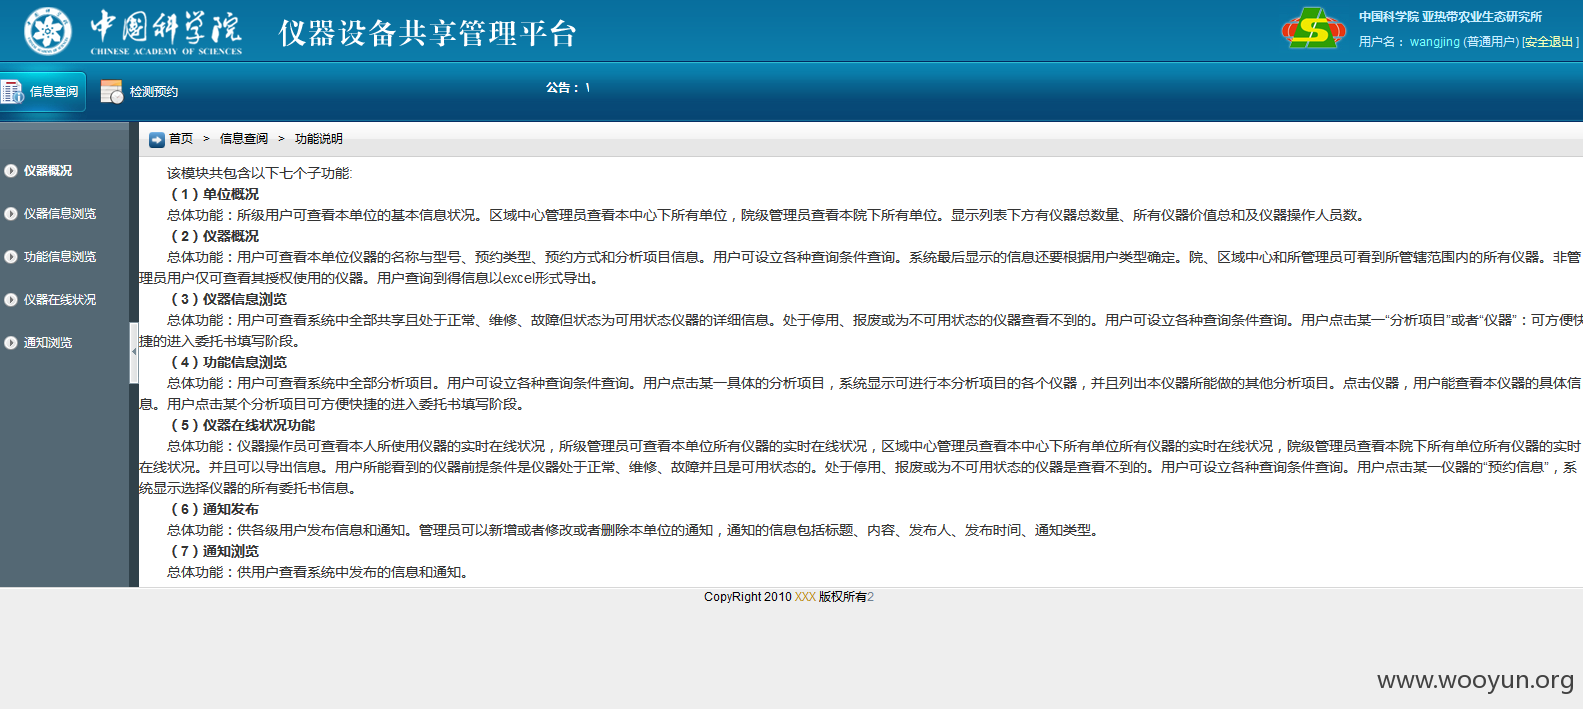 中国科学院
CHINESE ACADEMY OF SCIENCES
仪器设备共享管理平台
中国科学院 亚热带农业生态研究所
用户名： wangjing (普通用户) [安全退出]
信息查阅
检测预约
公告： \
首页 > 信息查阅 > 功能说明
仪器概况
仪器信息浏览
功能信息浏览
仪器在线状况
通知浏览
该模块共包含以下七个子功能:
（1）单位概况
总体功能：所级用户可查看本单位的基本信息状况。区域中心管理员查看本中心下所有单位，院级管理员查看本院下所有单位。显示列表下方有仪器总数量、所有仪器价值总和及仪器操作人员数。
（2）仪器概况
总体功能：用户可查看本单位仪器的名称与型号、预约类型、预约方式和分析项目信息。用户可设立各种查询条件查询。系统最后显示的信息还要根据用户类型确定。院、区域中心和所管理员可看到所管辖范围内的所有仪器。非管
理员用户仅可查看其授权使用的仪器。用户查询到得信息以excel形式导出。
（3）仪器信息浏览
总体功能：用户可查看系统中全部共享且处于正常、维修、故障但状态为可用状态仪器的详细信息。处于停用、报废或为不可用状态的仪器查看不到的。用户可设立各种查询条件查询。用户点击某一“分析项目”或者“仪器”：可方便快
捷的进入委托书填写阶段。
（4）功能信息浏览
总体功能：用户可查看系统中全部分析项目。用户可设立各种查询条件查询。用户点击某一具体的分析项目，系统显示可进行本分析项目的各个仪器，并且列出本仪器所能做的其他分析项目。点击仪器，用户能查看本仪器的具体信
息。用户点击某个分析项目可方便快捷的进入委托书填写阶段。
（5）仪器在线状况功能
总体功能：仪器操作员可查看本人所使用仪器的实时在线状况，所级管理员可查看本单位所有仪器的实时在线状况，区域中心管理员查看本中心下所有单位所有仪器的实时在线状况，院级管理员查看本院下所有单位所有仪器的实时
在线状况。并且可以导出信息。用户所能看到的仪器前提条件是仪器处于正常、维修、故障并且是可用状态的。处于停用、报废或为不可用状态的仪器是查看不到的。用户可设立各种查询条件查询。用户点击某一仪器的“预约信息”，系
统显示选择仪器的所有委托书信息。
（6）通知发布
总体功能：供各级用户发布信息和通知。管理员可以新增或者修改或者删除本单位的通知，通知的信息包括标题、内容、发布人、发布时间、通知类型。
（7）通知浏览
总体功能：供用户查看系统中发布的信息和通知。
CopyRight 2010 XXX 版权所有2
www.wooyun.org